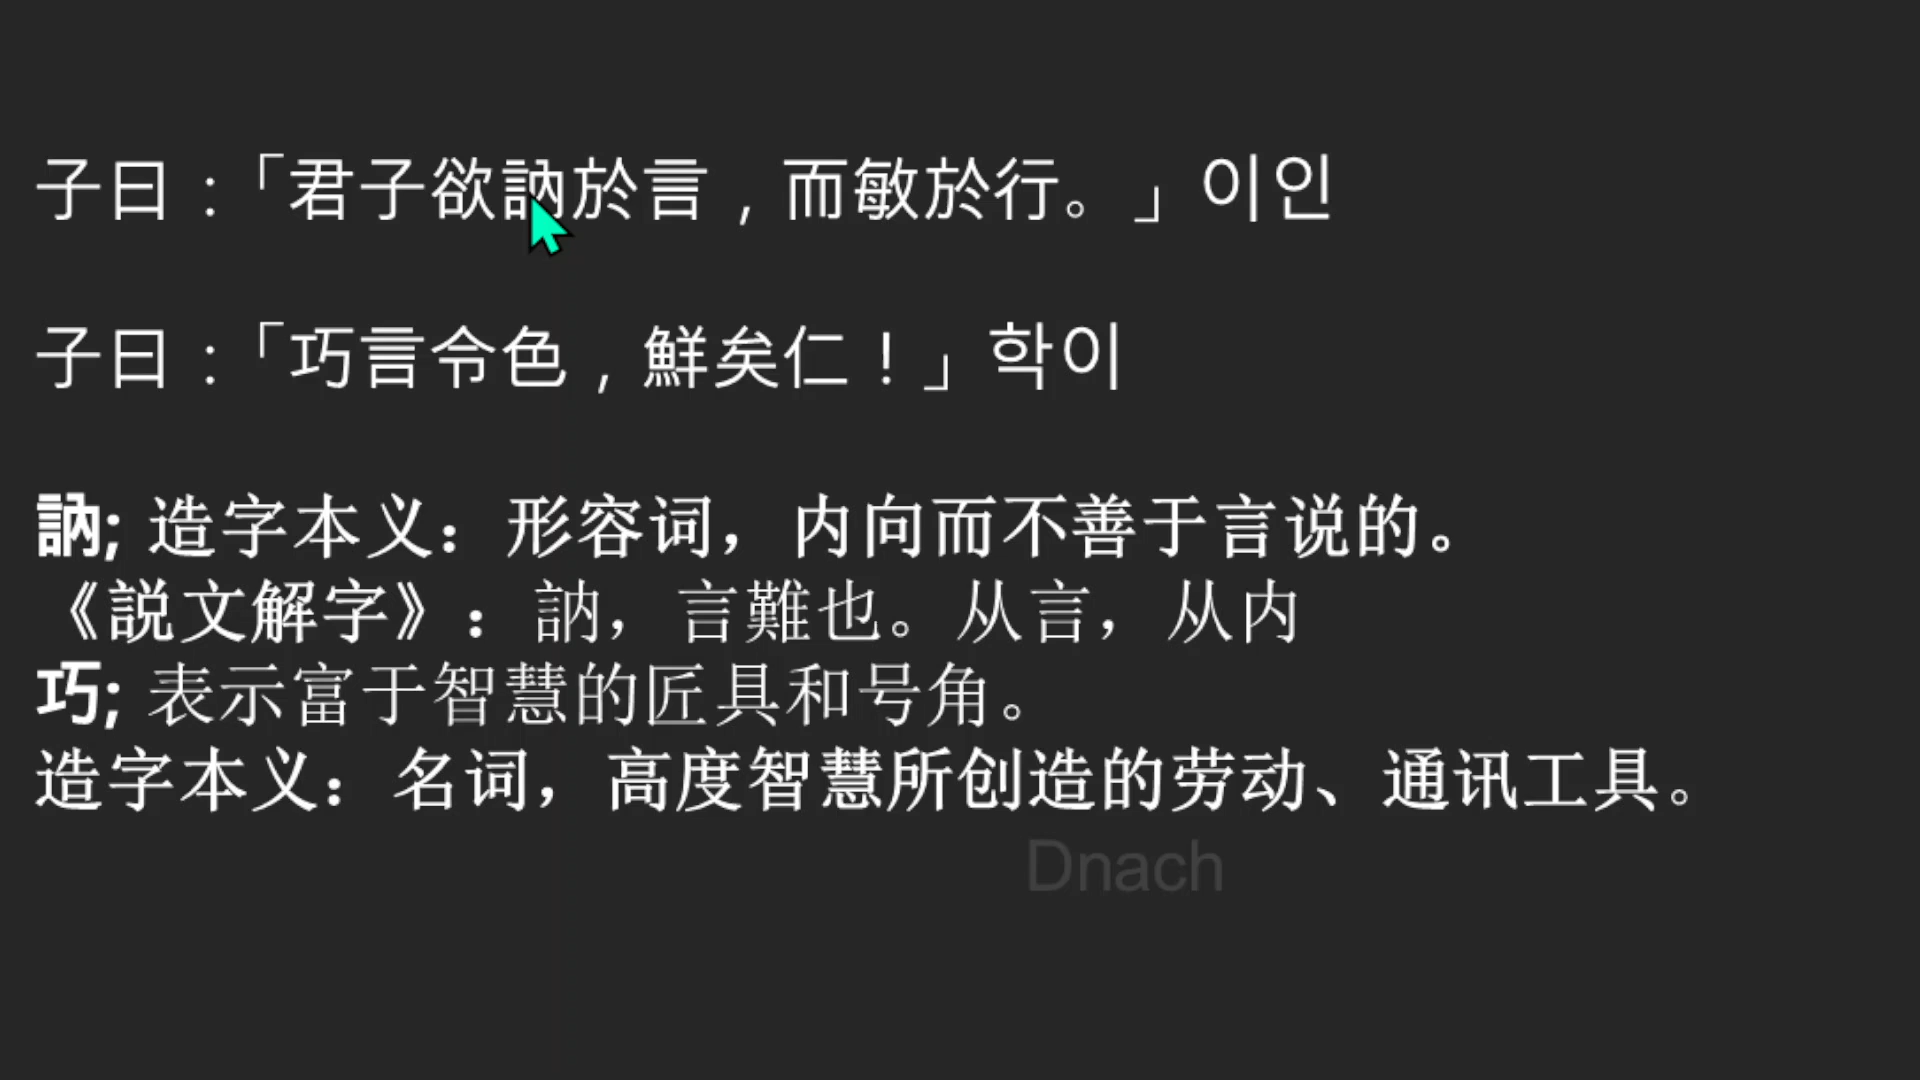 子曰：「君子欲訥於言，而敏於行。」이인
子曰：「巧言令色，鮮矣仁！」학이
訥; 造字本义：形容词，内向而不善于言说的。
《説文解字》：訥，言難也。从言，从内
巧; 表示富于智慧的匠具和号角。
造字本义：名词，高度智慧所创造的劳动、通讯工具。
Dnach